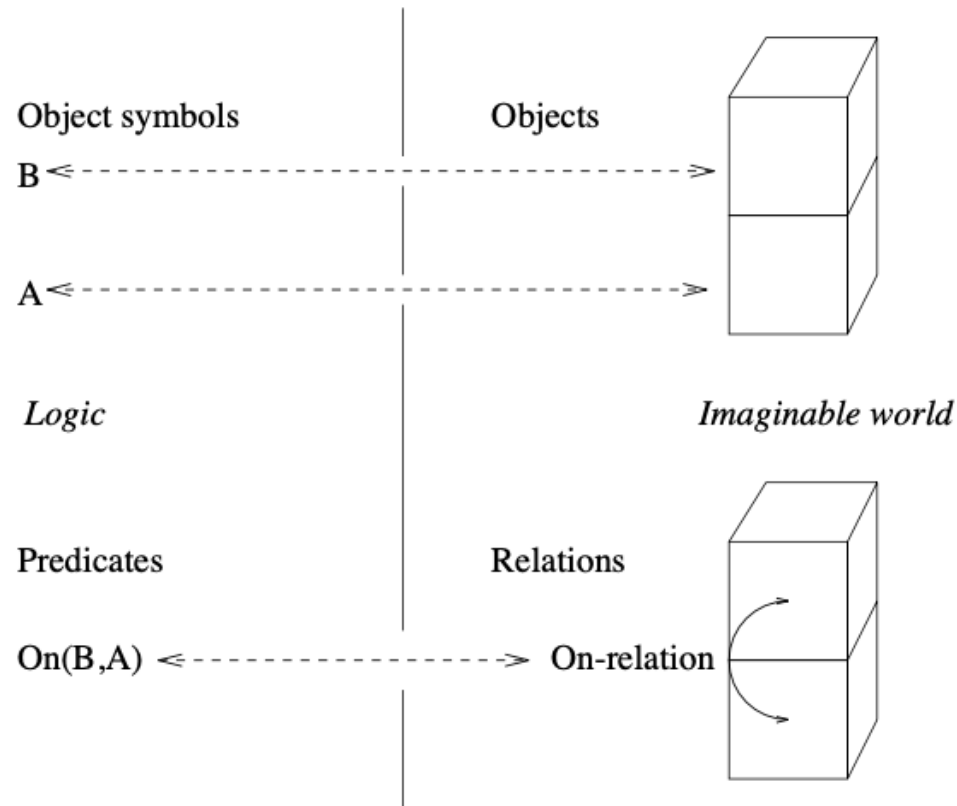 Object symbols
Objects
B
A
Logic
Imaginable world
Predicates
Relations
On(B,A)
On-relation